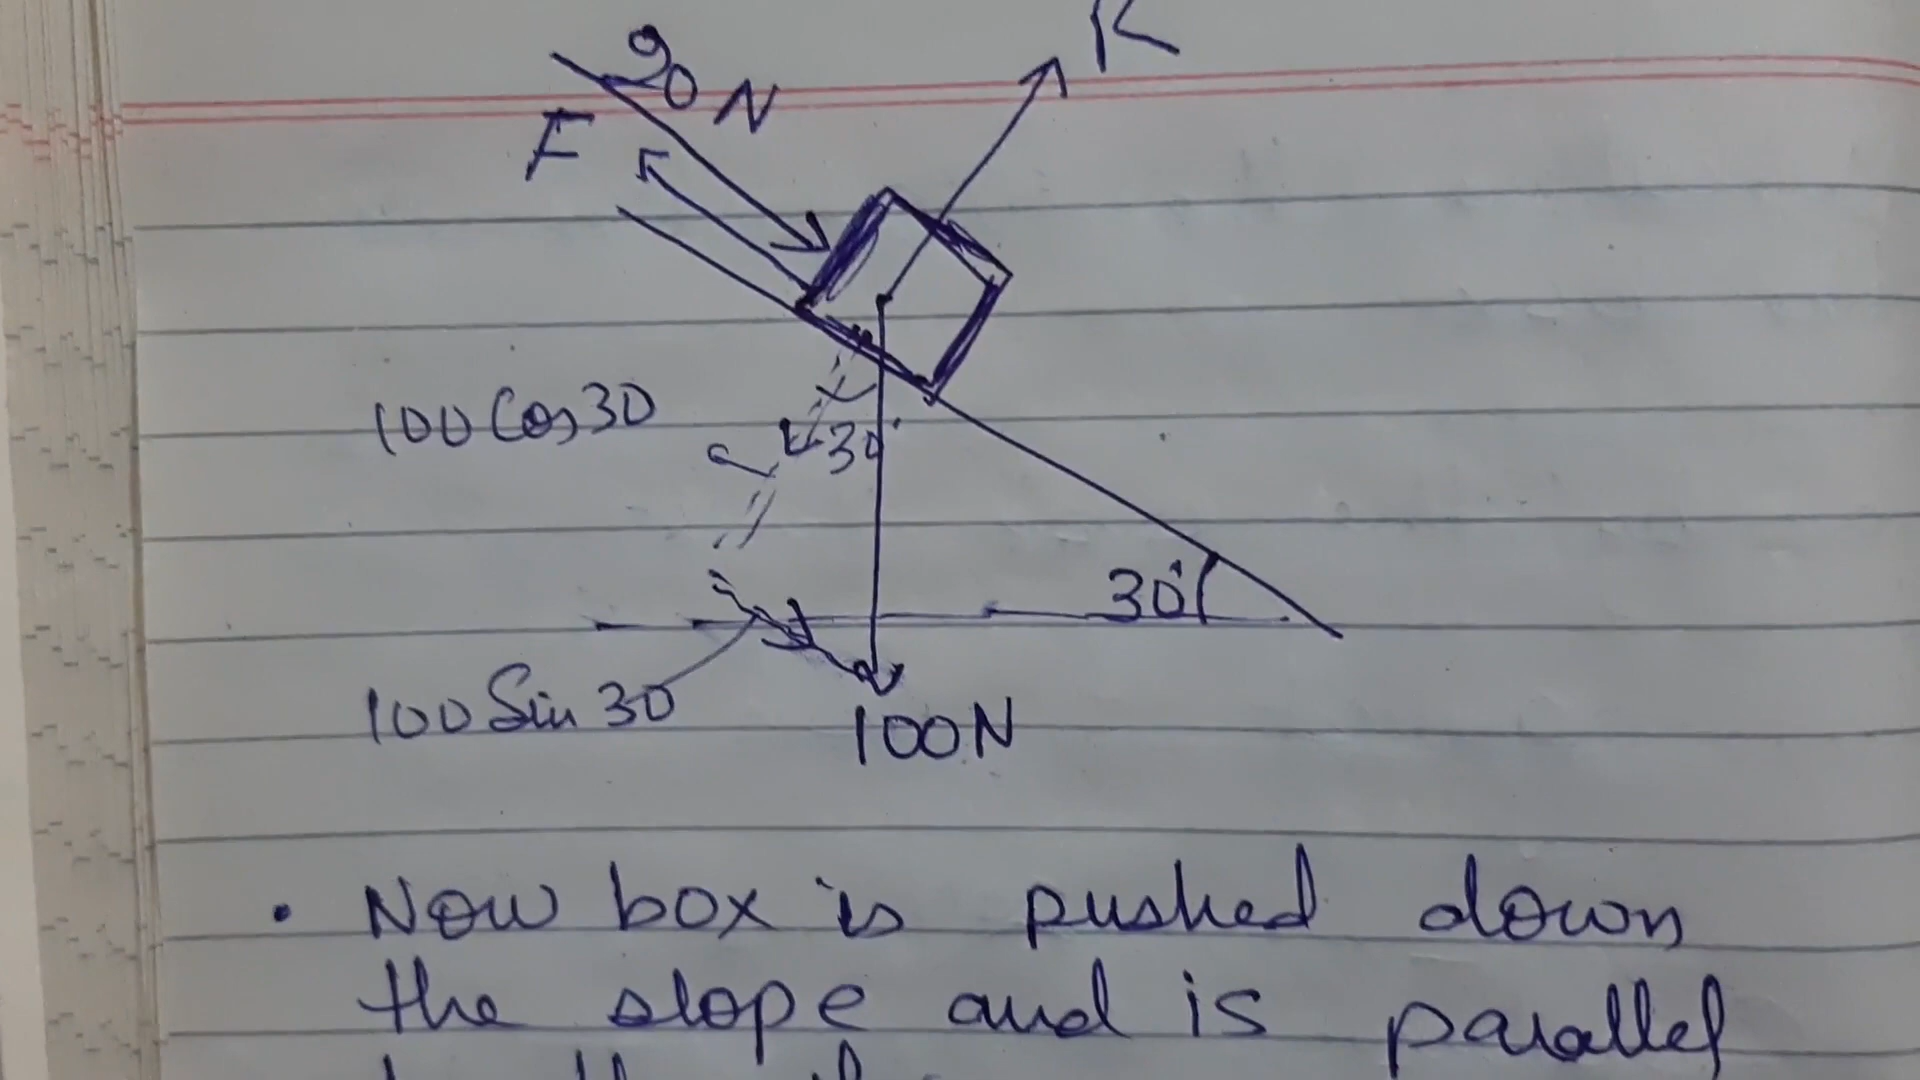 20 N
R
F
100 Cos 30
30°
30°
100 Sin 30
100N
• Now box is pushed down
the slope and is parallel